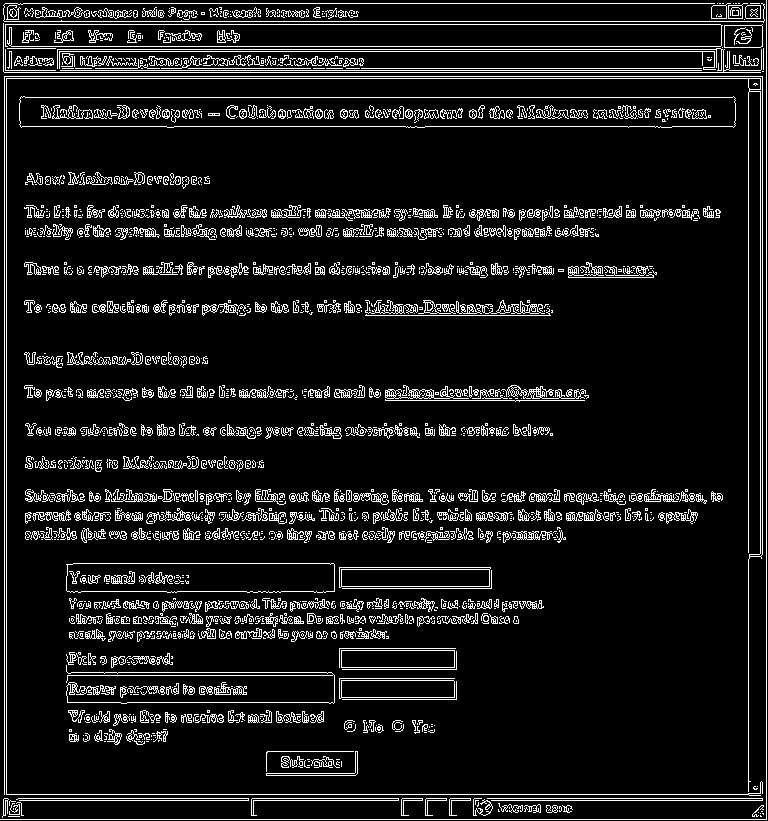 Mailman-Developers Info Page - Microsoft Internet Explorer
File Edit View Go Favorites Help
Address http://www.python.org/mailman/listinfo/mailman-developers Links
Mailman-Developers -- Collaboration on development of the Mailman maillist system.
About Mailman-Developers
This list is for discussion of the mailman maillist management system. It is open to people interested in improving the
usability of the system, including end users as well as maillist managers and development coders.
There is a separate maillist for people interested in discussion just about using the system - mailman-users.
To see the collection of prior postings to the list, visit the Mailman-Developers Archives.
Using Mailman-Developers
To post a message to the all the list members, send email to mailman-developers@python.org.
You can subscribe to the list, or change your existing subscription, in the sections below.
Subscribing to Mailman-Developers
Subscribe to Mailman-Developers by filling out the following form. You will be sent email requesting confirmation, to
prevent others from gratuitously subscribing you. This is a public list, which means that the members list is openly
available (but we obscure the addresses so they are not easily recognizable by spammers).
Your email address:
You must enter a privacy password. This provides only mild security, but should prevent
others from messing with your subscription. Do not use valuable passwords! Once a
month, your passwords will be emailed to you as a reminder.
Pick a password:
Reenter password to confirm:
Would you like to receive list mail batched
in a daily digest?
No Yes
Subscribe
Internet zone